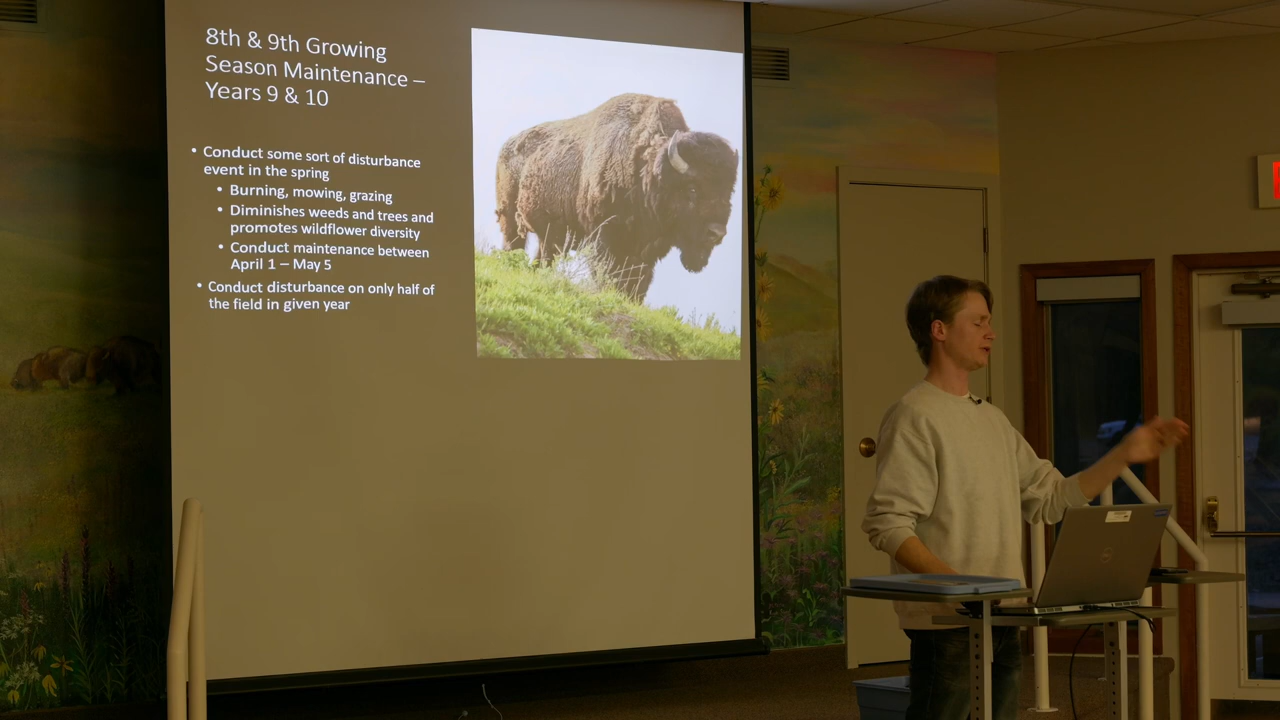 8th & 9th Growing
Season Maintenance –
Years 9 & 10
• Conduct some sort of disturbance
event in the spring
• Burning, mowing, grazing
• Diminishes weeds and trees and
promotes wildflower diversity
• Conduct maintenance between
April 1 – May 5
• Conduct disturbance on only half of
the field in given year